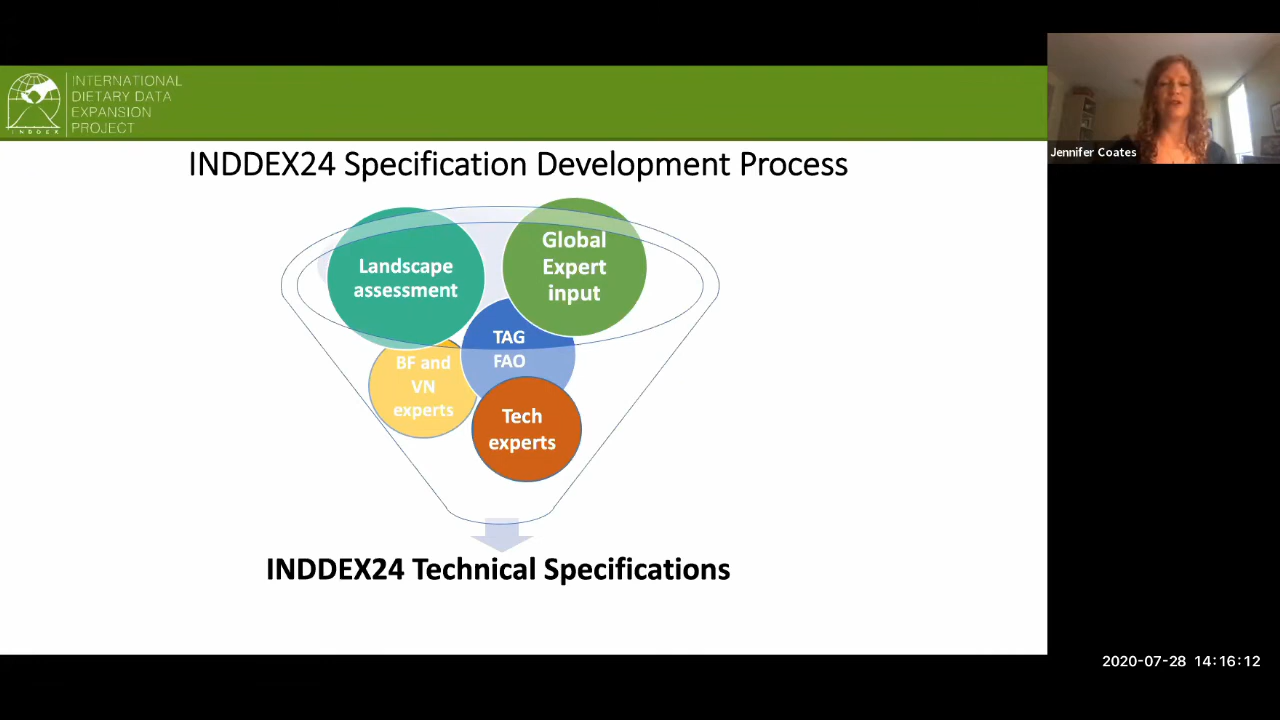 INTERNATIONAL
DIETARY DATA
EXPANSION
PROJECT
INDDEX
INDDEX24 Specification Development Process
Landscape
assessment
Global
Expert
input
TAG
FAO
BF and
VN
experts
Tech
experts
INDDEX24 Technical Specifications
Jennifer Coates
2020-07-28 14:16:12